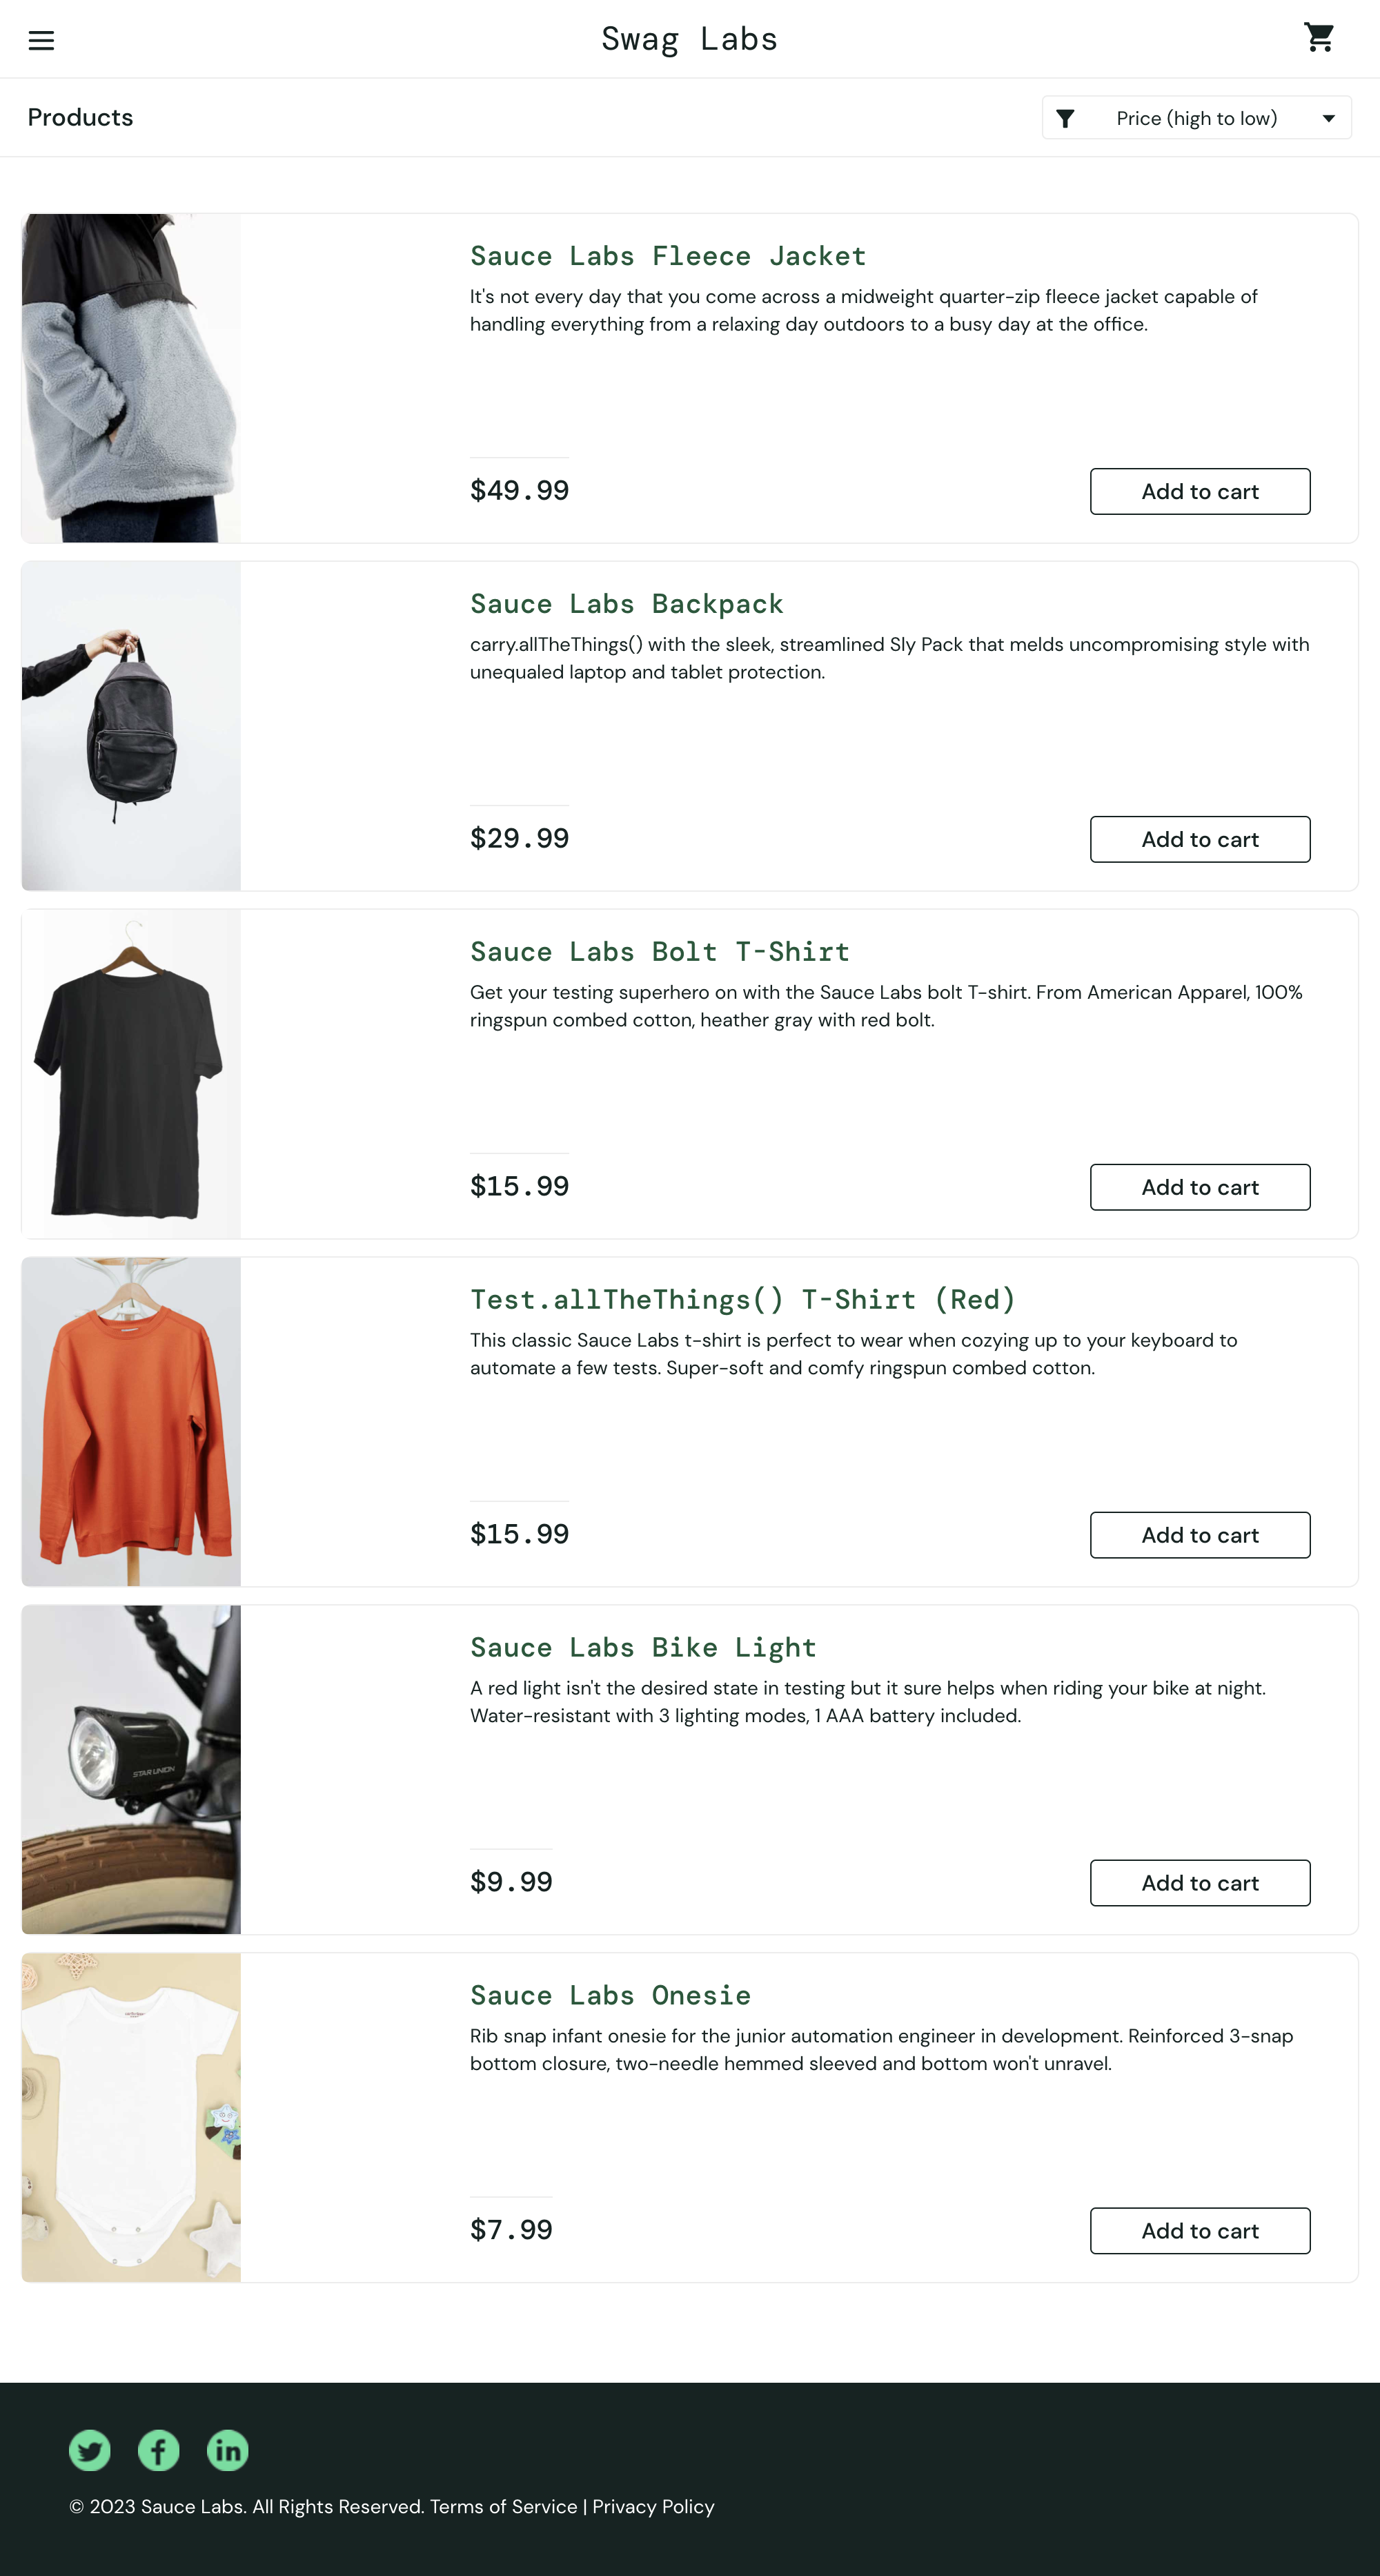 Swag Labs
Products
Price (high to low)
Sauce Labs Fleece Jacket
It's not every day that you come across a midweight quarter-zip fleece jacket capable of
handling everything from a relaxing day outdoors to a busy day at the office.
$49.99
Add to cart
Sauce Labs Backpack
carry.allTheThings() with the sleek, streamlined Sly Pack that melds uncompromising style with
unequaled laptop and tablet protection.
$29.99
Add to cart
Sauce Labs Bolt T-Shirt
Get your testing superhero on with the Sauce Labs bolt T-shirt. From American Apparel, 100%
ringspun combed cotton, heather gray with red bolt.
$15.99
Add to cart
Test.allTheThings() T-Shirt (Red)
This classic Sauce Labs t-shirt is perfect to wear when cozying up to your keyboard to
automate a few tests. Super-soft and comfy ringspun combed cotton.
$15.99
Add to cart
Sauce Labs Bike Light
A red light isn't the desired state in testing but it sure helps when riding your bike at night.
Water-resistant with 3 lighting modes, 1 AAA battery included.
STAR UNION
$9.99
Add to cart
Sauce Labs Onesie
Rib snap infant onesie for the junior automation engineer in development. Reinforced 3-snap
bottom closure, two-needle hemmed sleeved and bottom won't unravel.
$7.99
Add to cart
© 2023 Sauce Labs. All Rights Reserved. Terms of Service | Privacy Policy